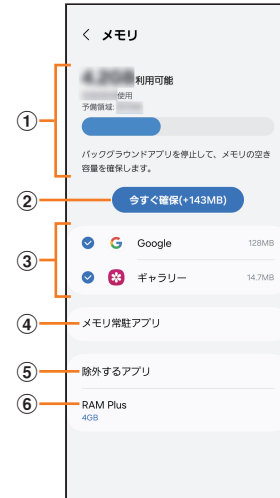 < メモリ
利用可能
使用
予備領域:
①
バックグラウンドアプリを停止して、メモリの空き
容量を確保します。
② 今すぐ確保(+143MB)
③
Google 128MB
ギャラリー 14.7MB
④ メモリ常駐アプリ
⑤ 除外するアプリ
⑥ RAM Plus
4GB